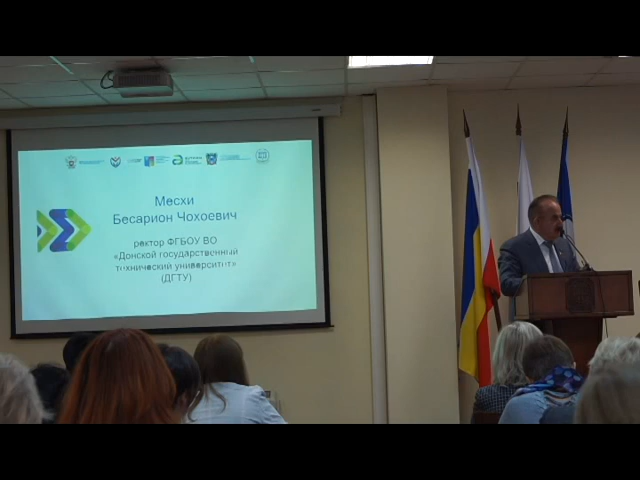 Месхи
Бесарион Чохоевич
ректор ФГБОУ ВО
«Донской государственный
технический университет»
(ДГТУ)